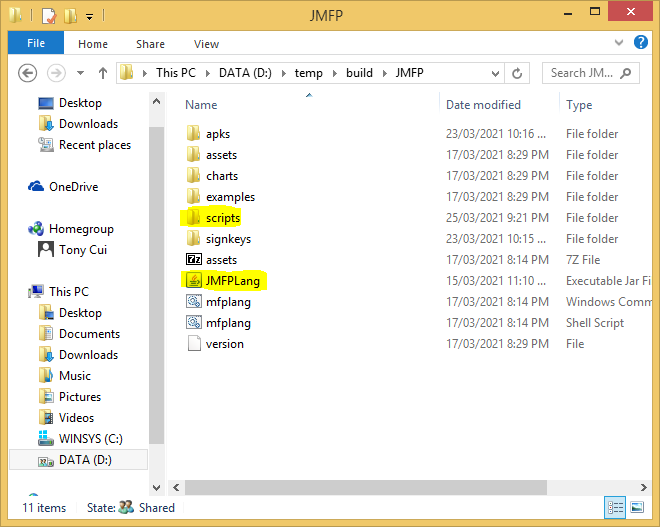 JMFP
File Home Share View
This PC DATA (D:) temp build JMFP Search JM...
Desktop
Downloads
Recent places
OneDrive
Homegroup
Tony Cui
This PC
Desktop
Documents
Downloads
Music
Pictures
Videos
WINSYS (C:)
DATA (D:)
Name Date modified Type
apks 23/03/2021 10:16 ... File folder
assets 17/03/2021 8:29 PM File folder
charts 17/03/2021 8:29 PM File folder
examples 17/03/2021 8:29 PM File folder
scripts 25/03/2021 9:21 PM File folder
signkeys 23/03/2021 10:15 ... File folder
assets 17/03/2021 8:14 PM 7Z File
JMFPLang 15/03/2021 11:10 ... Executable Jar Fi
mfplang 17/03/2021 8:14 PM Windows Comm
mfplang 17/03/2021 8:14 PM Shell Script
version 17/03/2021 8:29 PM File
11 items State: Shared